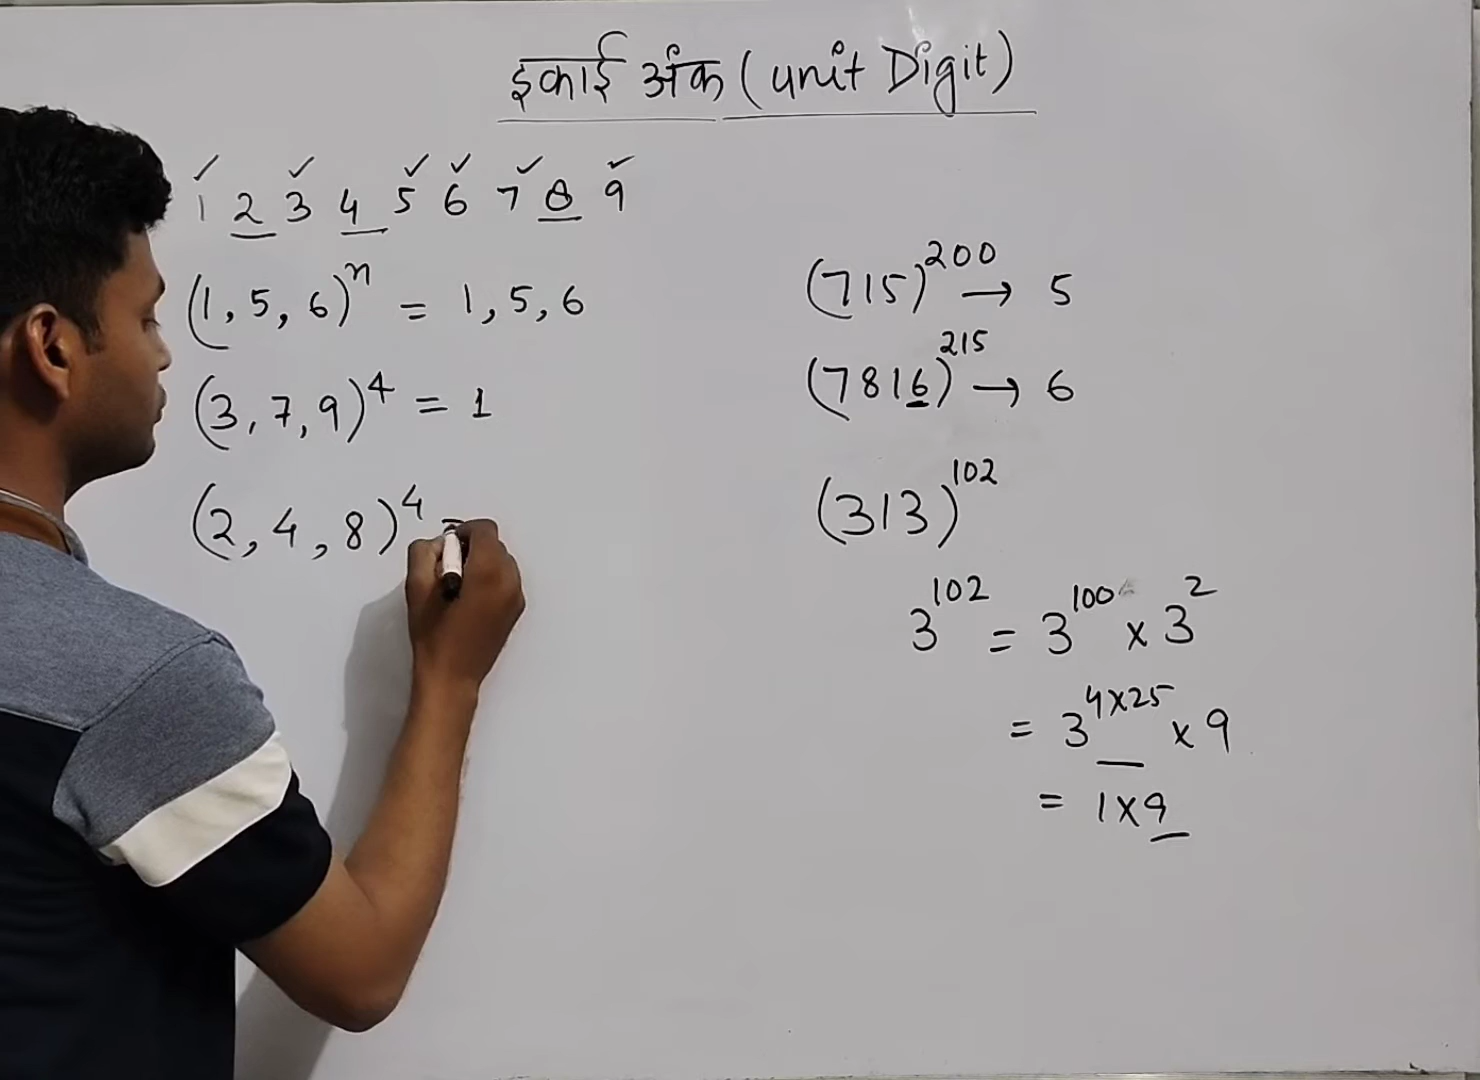 इकाई अंक (unit Digit)
1 2 3 4 5 6 7 8 9
(1, 5, 6)^n = 1, 5, 6
(3, 7, 9)^4 = 1
(2, 4, 8)^4 =
(715)^200 → 5
(7816)^215 → 6
(313)^102
3^102 = 3^100 x 3^2
= 3^4x25 x 9
= 1x9